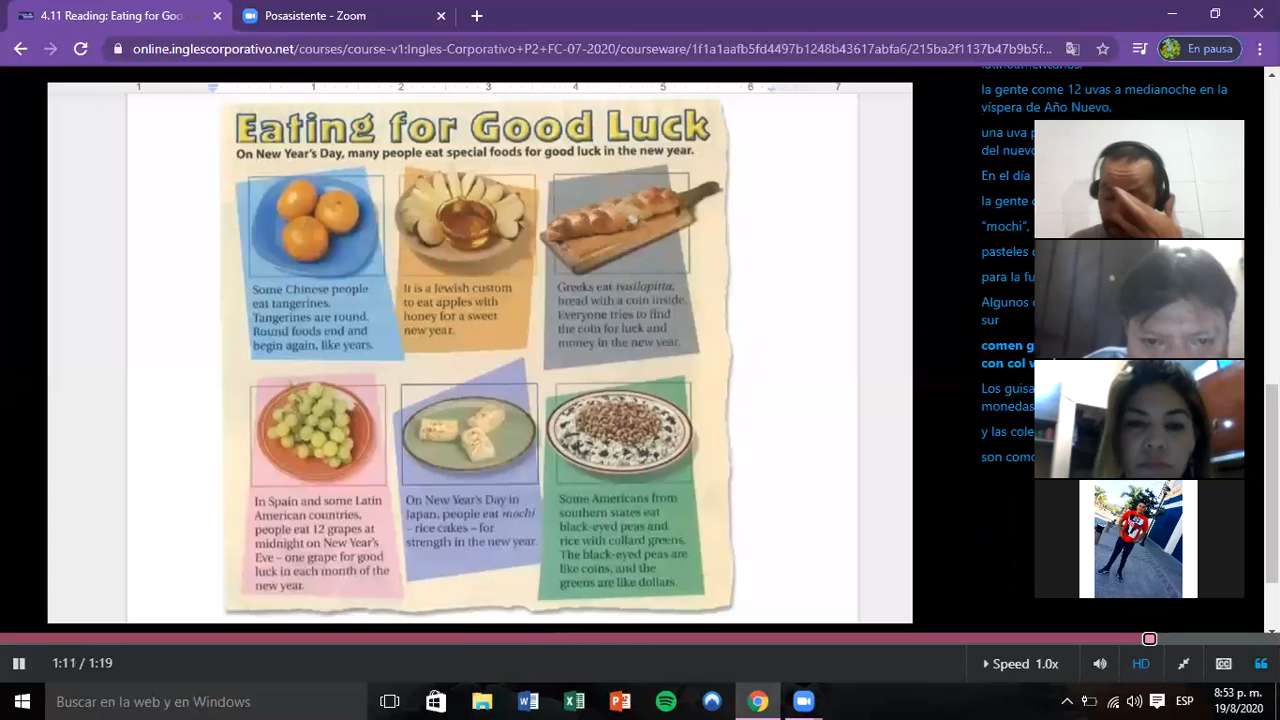 4.11 Reading: Eating for Goo
Posasistente - Zoom
online.inglescorporativo.net/courses/course-v1:Ingles-Corporativo+P2+FC-07-2020/courseware/1f1a1aafb5fd4497b1248b43617abfa6/215ba2f1137b47b9b5f...
En pausa
1 1 2 3 4 5 6 7
Eating for Good Luck
On New Year's Day, many people eat special foods for good luck in the new year.
Some Chinese people
eat tangerines.
Tangerines are round.
Round foods end and
begin again, like years.
It is a Jewish custom
to eat apples with
honey for a sweet
new year.
Greeks eat vasilopitta,
bread with a coin inside.
Everyone tries to find
the coin for luck and
money in the new year.
In Spain and some Latin
American countries,
people eat 12 grapes at
midnight on New Year's
Eve – one grape for good
luck in each month of the
new year.
On New Year's Day in
Japan, people eat mochi
– rice cakes – for
strength in the new year.
Some Americans from
southern states eat
black-eyed peas and
rice with collard greens.
The black-eyed peas are
like coins, and the
greens are like dollars.
la gente come 12 uvas a medianoche en la
víspera de Año Nuevo,
una uva p
del nuevo
En el día
la gente
"mochi",
pasteles
para la fu
Algunos
sur
comen g
con col v
Los guisa
monedas
y las cole
son como
1:11 / 1:19
Speed 1.0x
HD
Buscar en la web y en Windows
ESP
8:53 p. m.
19/8/2020